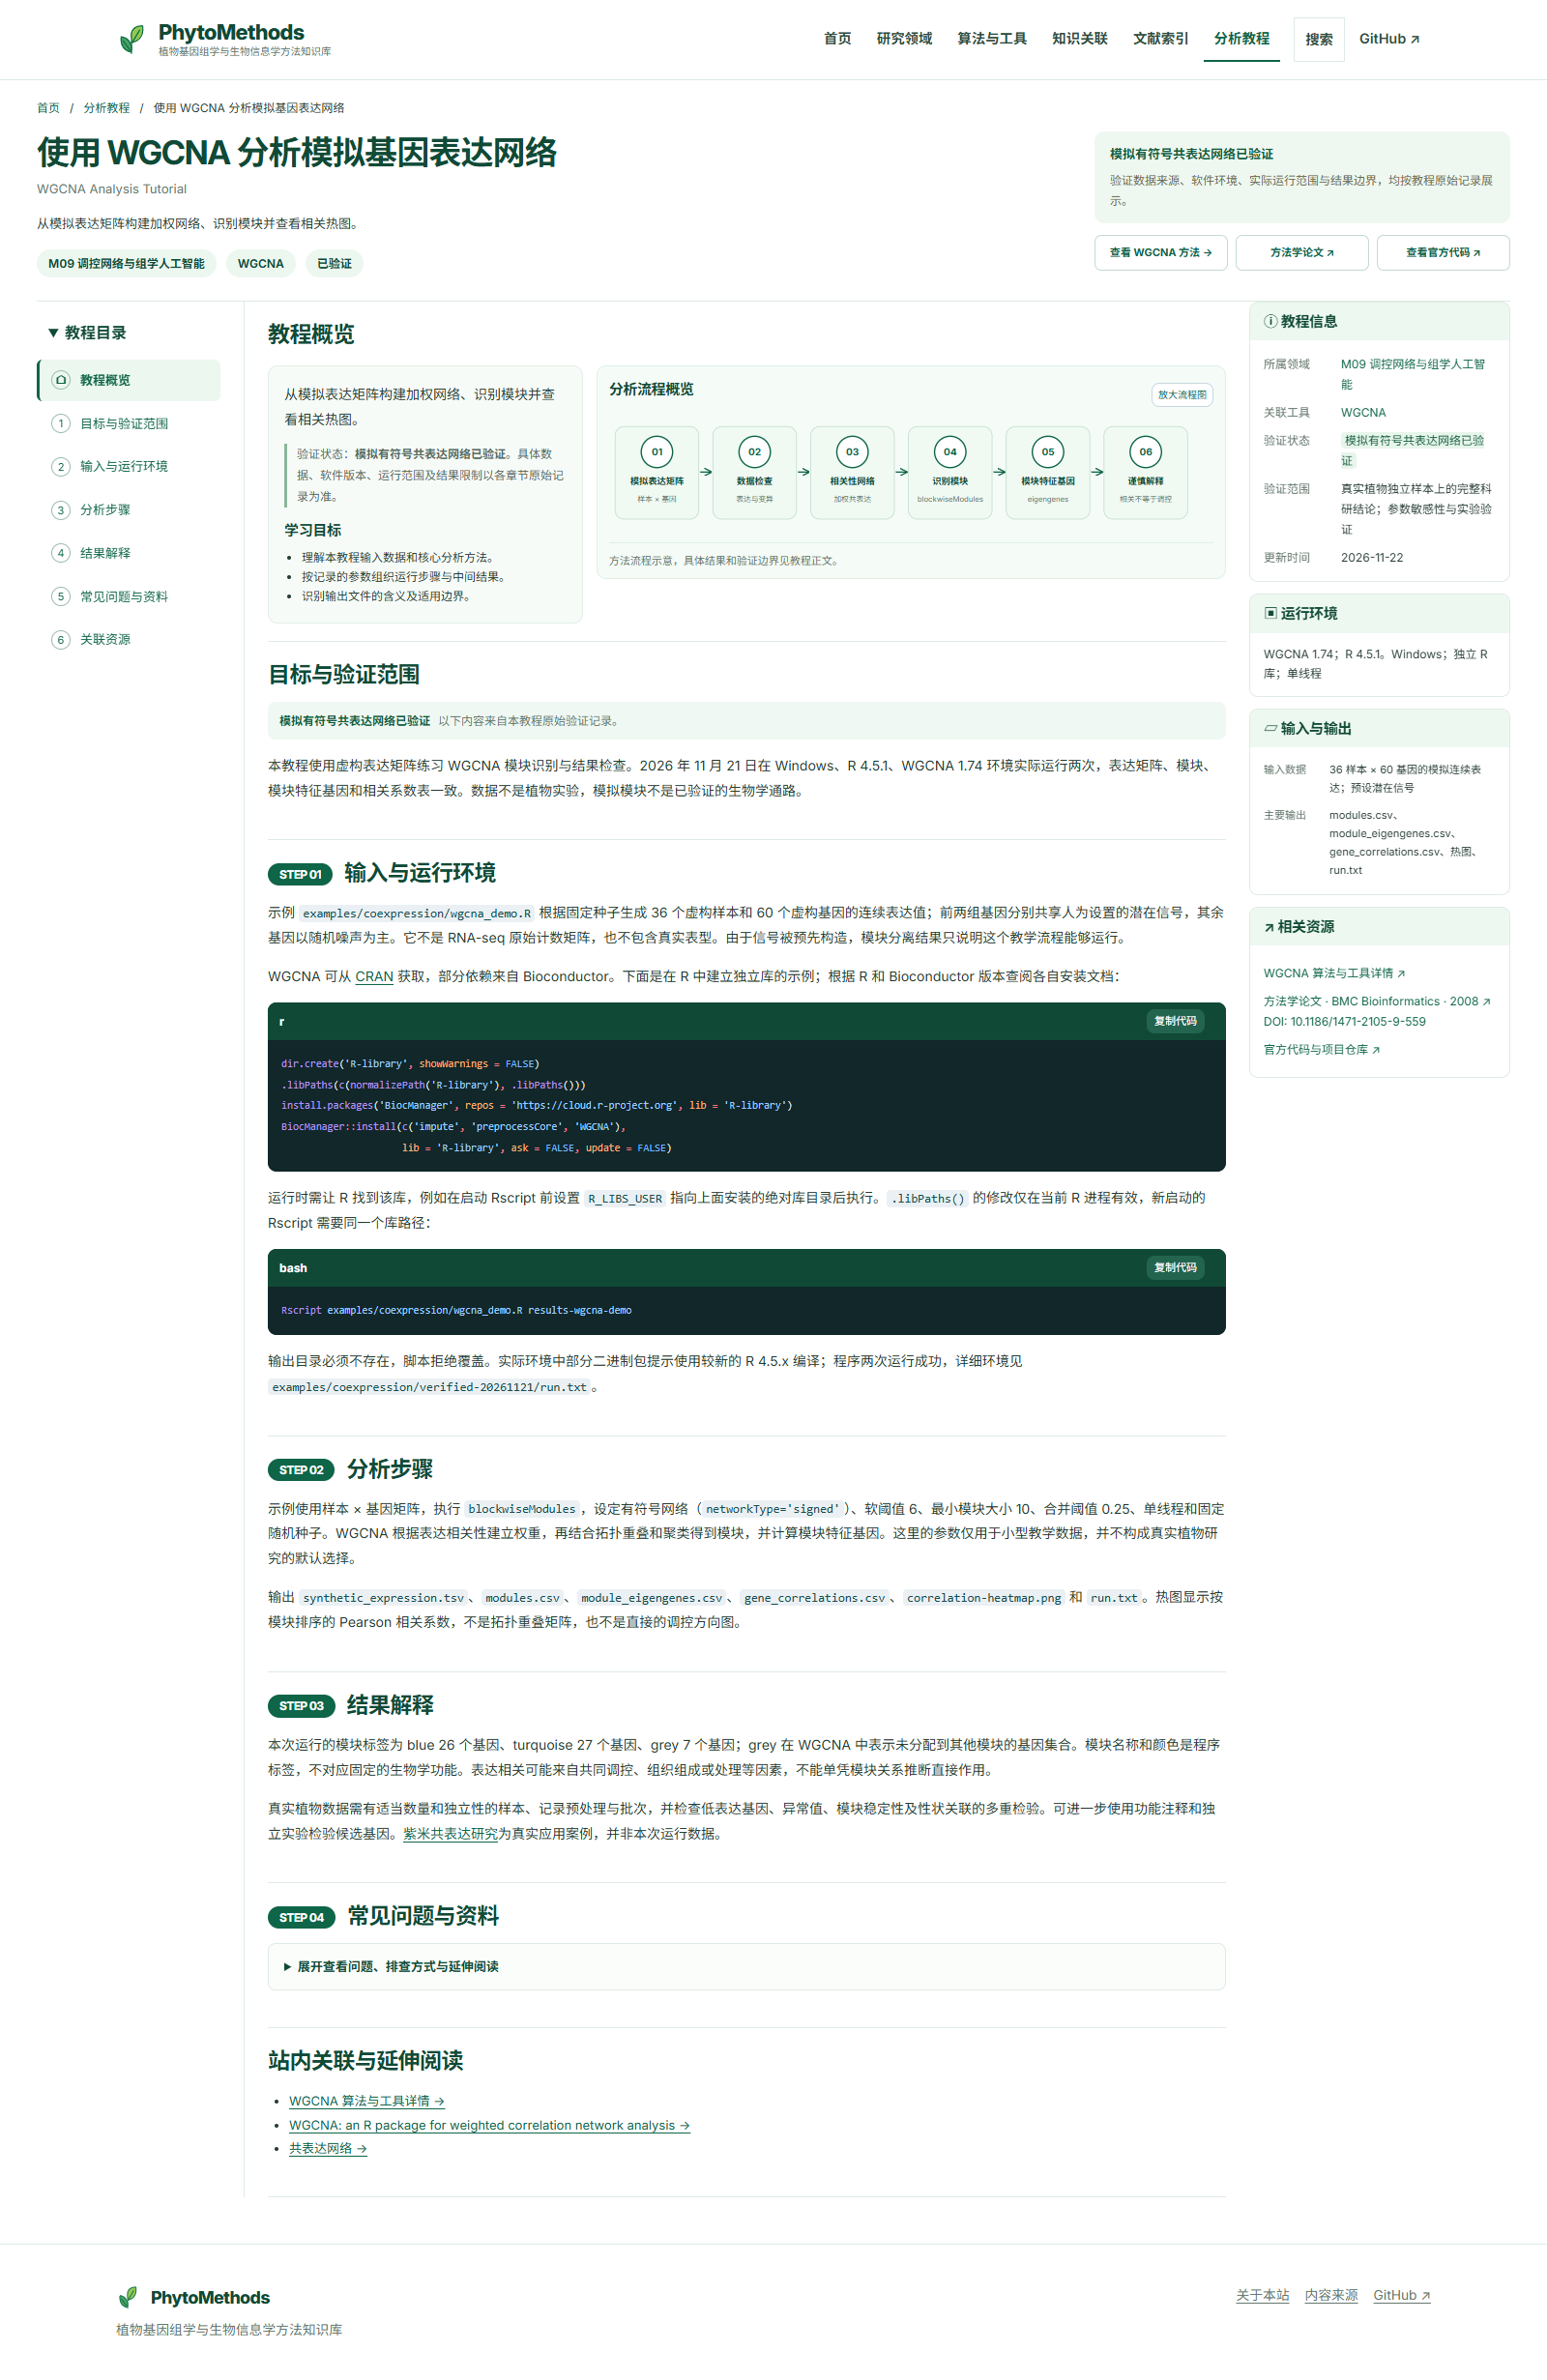 PhytoMethods
植物基因组学与生物信息学方法知识库
首页 研究领域 算法与工具 知识关联 文献索引 分析教程 搜索 GitHub ↗
首页 / 分析教程 / 使用 WGCNA 分析模拟基因表达网络
使用 WGCNA 分析模拟基因表达网络
WGCNA Analysis Tutorial
从模拟表达矩阵构建加权网络、识别模块并查看相关热图。
M09 调控网络与组学人工智能 WGCNA 已验证
模拟有符号共表达网络已验证
验证数据来源、软件环境、实际运行范围与结果边界，均按教程原始记录展
示。
查看 WGCNA 方法 → 方法学论文 ↗ 查看官方代码 ↗
▼ 教程目录
教程概览
1 目标与验证范围
2 输入与运行环境
3 分析步骤
4 结果解释
5 常见问题与资料
6 关联资源
教程概览
从模拟表达矩阵构建加权网络、识别模块并查
看相关热图。
验证状态：模拟有符号共表达网络已验证。具体数
据、软件版本、运行范围及结果限制以各章节原始记
录为准。
学习目标
• 理解本教程输入数据和核心分析方法。
• 按记录的参数组织运行步骤与中间结果。
• 识别输出文件的含义及适用边界。
分析流程概览
放大流程图
01 → 02 → 03 → 04 → 05 → 06
模拟表达矩阵 数据检查 相关性网络 识别模块 模块特征基因 谨慎解释
样本 × 基因 表达与变异 加权共表达 blockwiseModules eigengenes 相关不等于调控
方法流程示意，具体结果和验证边界见教程正文。
目标与验证范围
模拟有符号共表达网络已验证 以下内容来自本教程原始验证记录。
本教程使用虚构表达矩阵练习 WGCNA 模块识别与结果检查。2026 年 11 月 21 日在 Windows、R 4.5.1、WGCNA 1.74 环境实际运行两次，表达矩阵、模块、
模块特征基因和相关系数表一致。数据不是植物实验，模拟模块不是已验证的生物学通路。
STEP 01 输入与运行环境
示例 examples/coexpression/wgcna_demo.R 根据固定种子生成 36 个虚构样本和 60 个虚构基因的连续表达值；前两组基因分别共享人为设置的潜在信号，其余
基因以随机噪声为主。它不是 RNA-seq 原始计数矩阵，也不包含真实表型。由于信号被预先构造，模块分离结果只说明这个教学流程能够运行。
WGCNA 可从 CRAN 获取，部分依赖来自 Bioconductor。下面是在 R 中建立独立库的示例；根据 R 和 Bioconductor 版本查阅各自安装文档：
r 复制代码
dir.create('R-library', showWarnings = FALSE)
.libPaths(c(normalizePath('R-library'), .libPaths()))
install.packages('BiocManager', repos = 'https://cloud.r-project.org', lib = 'R-library')
BiocManager::install(c('impute', 'preprocessCore', 'WGCNA'),
lib = 'R-library', ask = FALSE, update = FALSE)
运行时需让 R 找到该库，例如在启动 Rscript 前设置 R_LIBS_USER 指向上面安装的绝对库目录后执行。.libPaths() 的修改仅在当前 R 进程有效，新启动的
Rscript 需要同一个库路径：
bash 复制代码
Rscript examples/coexpression/wgcna_demo.R results-wgcna-demo
输出目录必须不存在，脚本拒绝覆盖。实际环境中部分二进制包提示使用较新的 R 4.5.x 编译；程序两次运行成功，详细环境见
examples/coexpression/verified-20261121/run.txt。
STEP 02 分析步骤
示例使用样本 × 基因矩阵，执行 blockwiseModules，设定有符号网络（networkType='signed'）、软阈值 6、最小模块大小 10、合并阈值 0.25、单线程和固定
随机种子。WGCNA 根据表达相关性建立权重，再结合拓扑重叠和聚类得到模块，并计算模块特征基因。这里的参数仅用于小型教学数据，并不构成真实植物研
究的默认选择。
输出 synthetic_expression.tsv、modules.csv、module_eigengenes.csv、gene_correlations.csv、correlation-heatmap.png 和 run.txt。热图显示按
模块排序的 Pearson 相关系数，不是拓扑重叠矩阵，也不是直接的调控方向图。
STEP 03 结果解释
本次运行的模块标签为 blue 26 个基因、turquoise 27 个基因、grey 7 个基因；grey 在 WGCNA 中表示未分配到其他模块的基因集合。模块名称和颜色是程序
标签，不对应固定的生物学功能。表达相关可能来自共同调控、组织组成或处理等因素，不能单凭模块关系推断直接作用。
真实植物数据需有适当数量和独立性的样本、记录预处理与批次，并检查低表达基因、异常值、模块稳定性及性状关联的多重检验。可进一步使用功能注释和独
立实验检验候选基因。紫米共表达研究为真实应用案例，并非本次运行数据。
STEP 04 常见问题与资料
▶ 展开查看问题、排查方式与延伸阅读
站内关联与延伸阅读
• WGCNA 算法与工具详情 →
• WGCNA: an R package for weighted correlation network analysis →
• 共表达网络 →
ⓘ 教程信息
所属领域 M09 调控网络与组学人工智
能
关联工具 WGCNA
验证状态 模拟有符号共表达网络已验
证
验证范围 真实植物独立样本上的完整科
研结论；参数敏感性与实验验
证
更新时间 2026-11-22
▣ 运行环境
WGCNA 1.74；R 4.5.1。Windows；独立 R
库；单线程
▱ 输入与输出
输入数据 36 样本 × 60 基因的模拟连续表
达；预设潜在信号
主要输出 modules.csv、
module_eigengenes.csv、
gene_correlations.csv、热图、
run.txt
↗ 相关资源
WGCNA 算法与工具详情 ↗
方法学论文 · BMC Bioinformatics · 2008 ↗
DOI: 10.1186/1471-2105-9-559
官方代码与项目仓库 ↗
PhytoMethods
植物基因组学与生物信息学方法知识库
关于本站 内容来源 GitHub ↗